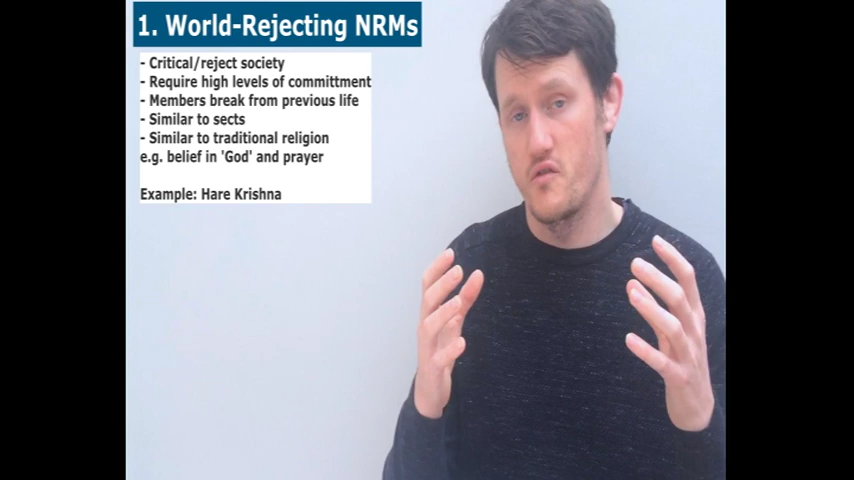 1. World-Rejecting NRMs
- Critical/reject society
- Require high levels of committment
- Members break from previous life
- Similar to sects
- Similar to traditional religion
e.g. belief in 'God' and prayer
Example: Hare Krishna